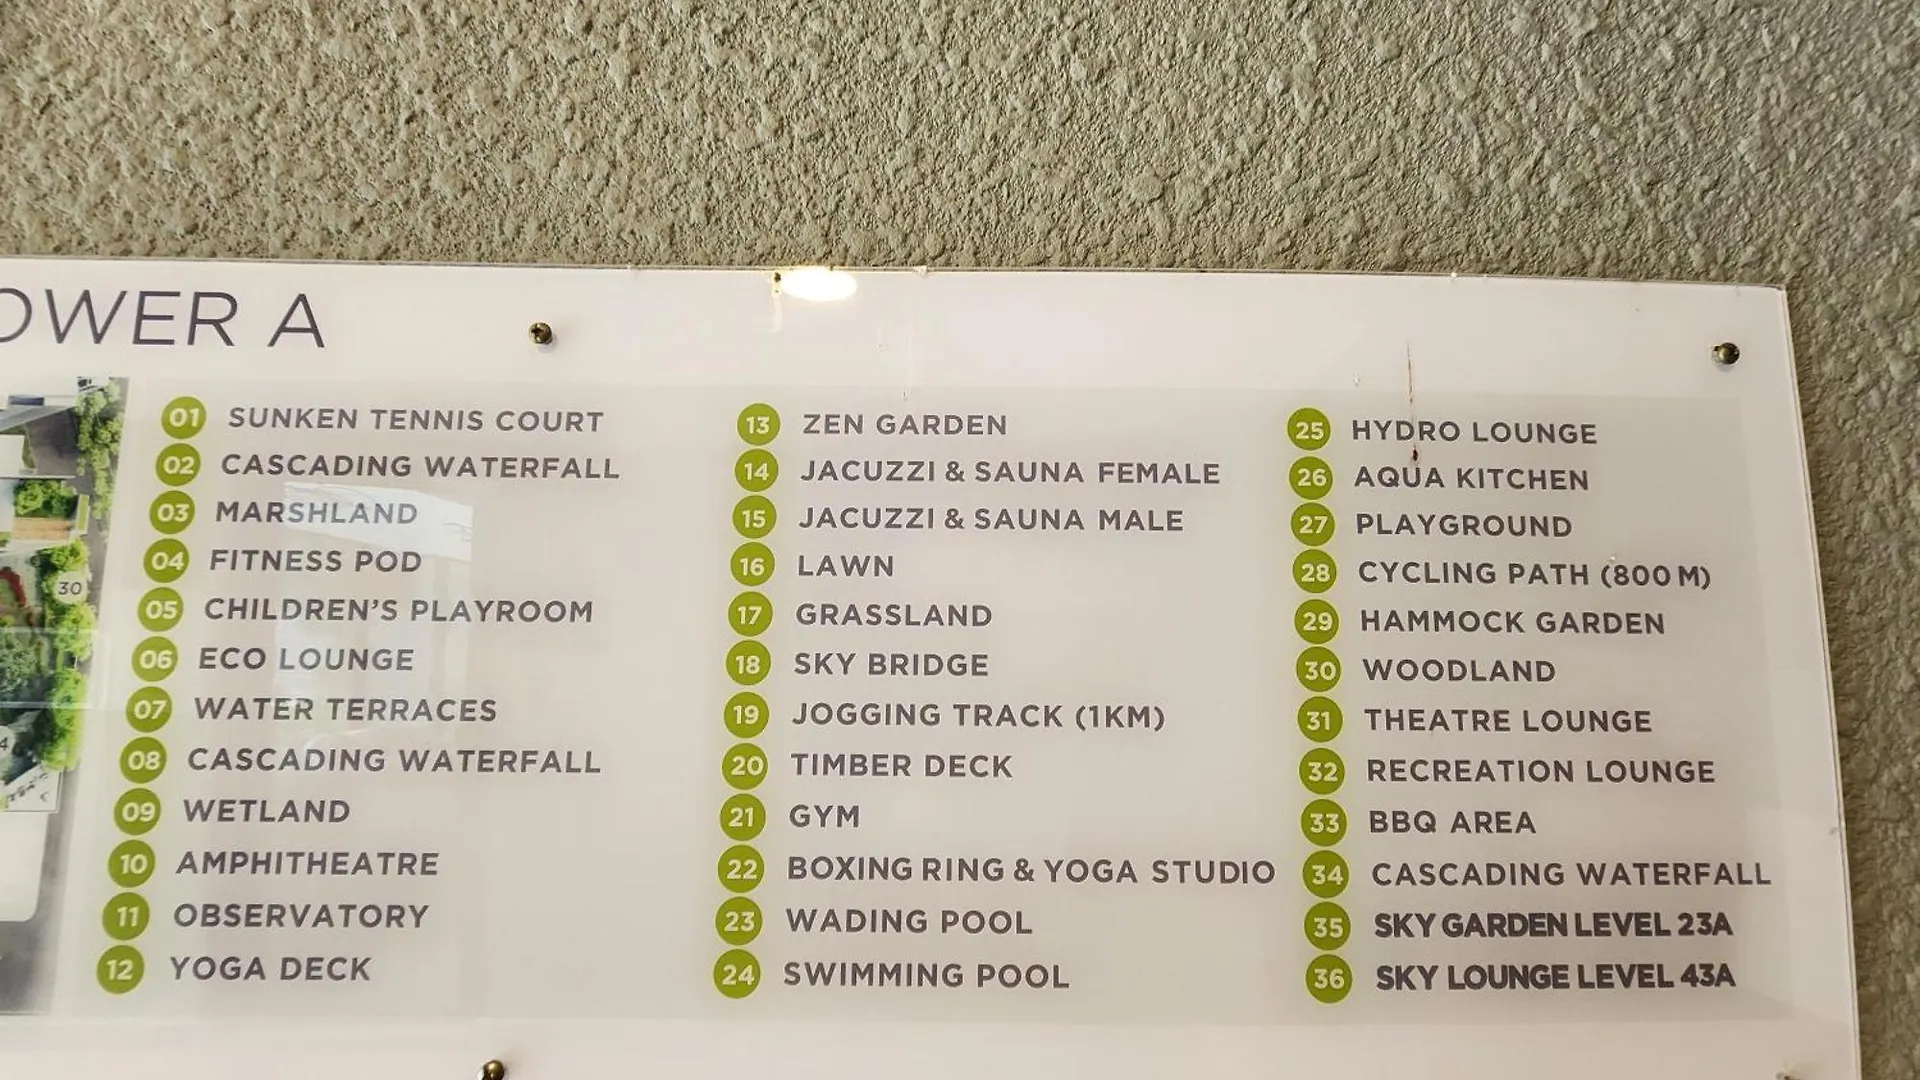 OWER A
01 SUNKEN TENNIS COURT
02 CASCADING WATERFALL
03 MARSHLAND
04 FITNESS POD
05 CHILDREN'S PLAYROOM
06 ECO LOUNGE
07 WATER TERRACES
08 CASCADING WATERFALL
09 WETLAND
10 AMPHITHEATRE
11 OBSERVATORY
12 YOGA DECK
13 ZEN GARDEN
14 JACUZZI & SAUNA FEMALE
15 JACUZZI & SAUNA MALE
16 LAWN
17 GRASSLAND
18 SKY BRIDGE
19 JOGGING TRACK (1KM)
20 TIMBER DECK
21 GYM
22 BOXING RING & YOGA STUDIO
23 WADING POOL
24 SWIMMING POOL
25 HYDRO LOUNGE
26 AQUA KITCHEN
27 PLAYGROUND
28 CYCLING PATH (800 M)
29 HAMMOCK GARDEN
30 WOODLAND
31 THEATRE LOUNGE
32 RECREATION LOUNGE
33 BBQ AREA
34 CASCADING WATERFALL
35 SKY GARDEN LEVEL 23A
36 SKY LOUNGE LEVEL 43A
30
4